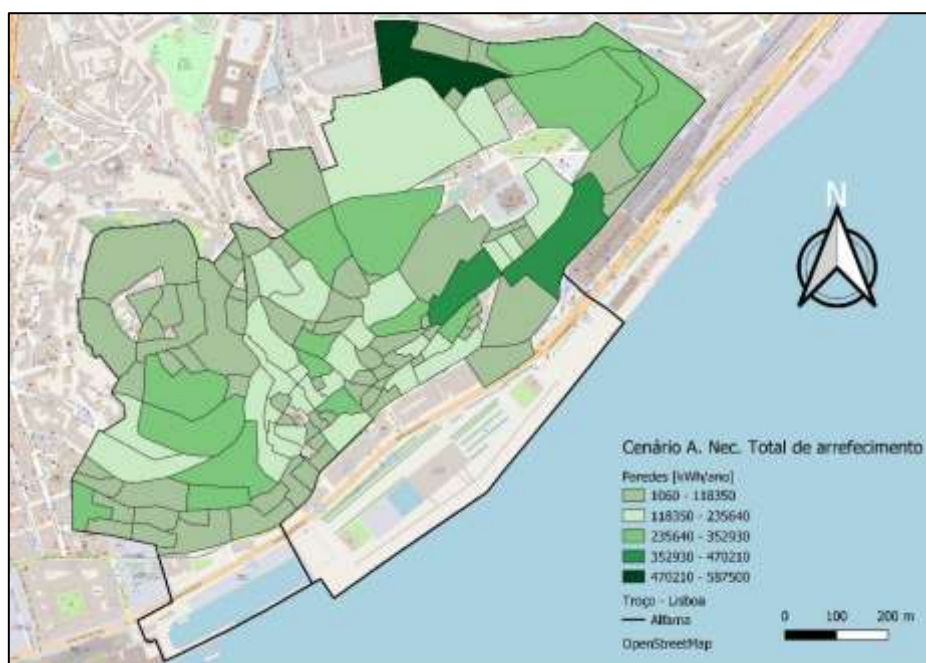 N
Cenário A. Nec. Total de arrefecimento
Paredes [kWh/ano]
1060 - 118350
118350 - 235640
235640 - 352930
352930 - 470210
470210 - 587500
Troço - Lisboa
Alfama
OpenStreetMap
0 100 200 m